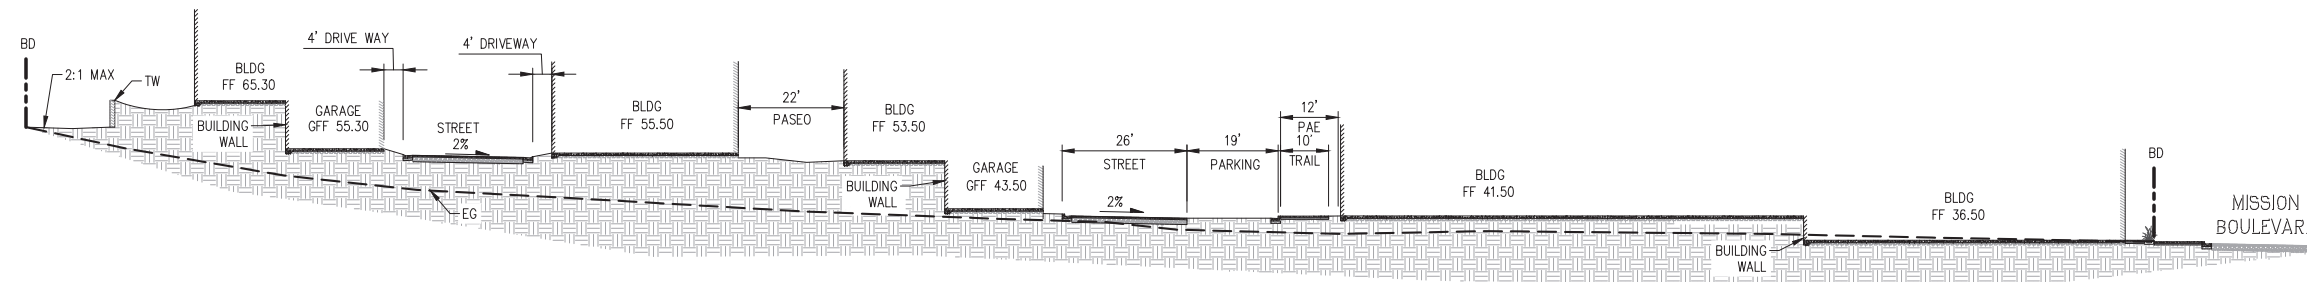 BD
2:1 MAX
TW
BLDG
FF 65.30
BUILDING
WALL
4' DRIVE WAY
GARAGE
GFF 55.30
STREET
2%
EG
4' DRIVEWAY
BLDG
FF 55.50
22'
PASEO
BLDG
FF 53.50
BUILDING
WALL
GARAGE
GFF 43.50
26'
STREET
2%
19'
PARKING
12'
PAE
10'
TRAIL
BLDG
FF 41.50
BUILDING
WALL
BLDG
FF 36.50
BD
MISSION
BOULEVAR